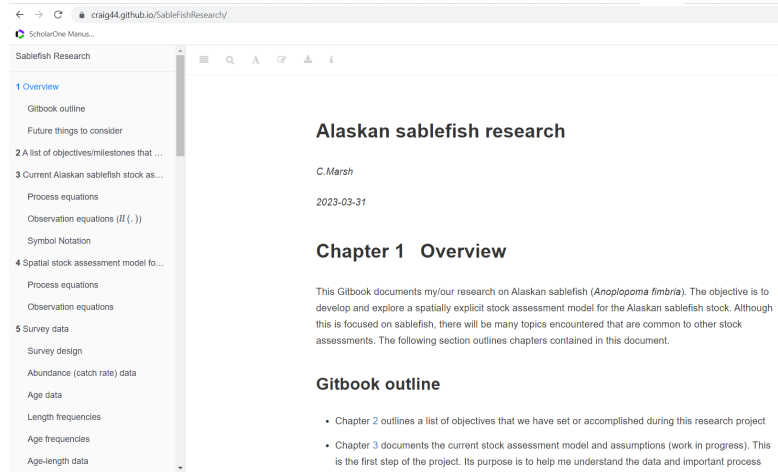 craig44.github.io/SableFishResearch/
ScholarOne Manus...
Sablefish Research
1 Overview
Gitbook outline
Future things to consider
2 A list of objectives/milestones that ...
3 Current Alaskan sablefish stock as...
Process equations
Observation equations (ll(.))
Symbol Notation
4 Spatial stock assessment model fo...
Process equations
Observation equations
5 Survey data
Survey design
Abundance (catch rate) data
Age data
Length frequencies
Age frequencies
Age-length data
Alaskan sablefish research
C.Marsh
2023-03-31
Chapter 1 Overview
This Gitbook documents my/our research on Alaskan sablefish (Anoplopoma fimbria). The objective is to
develop and explore a spatially explicit stock assessment model for the Alaskan sablefish stock. Although
this is focused on sablefish, there will be many topics encountered that are common to other stock
assessments. The following section outlines chapters contained in this document.
Gitbook outline
• Chapter 2 outlines a list of objectives that we have set or accomplished during this research project
• Chapter 3 documents the current stock assessment model and assumptions (work in progress). This
is the first step of the project. Its purpose is to help me understand the data and important process